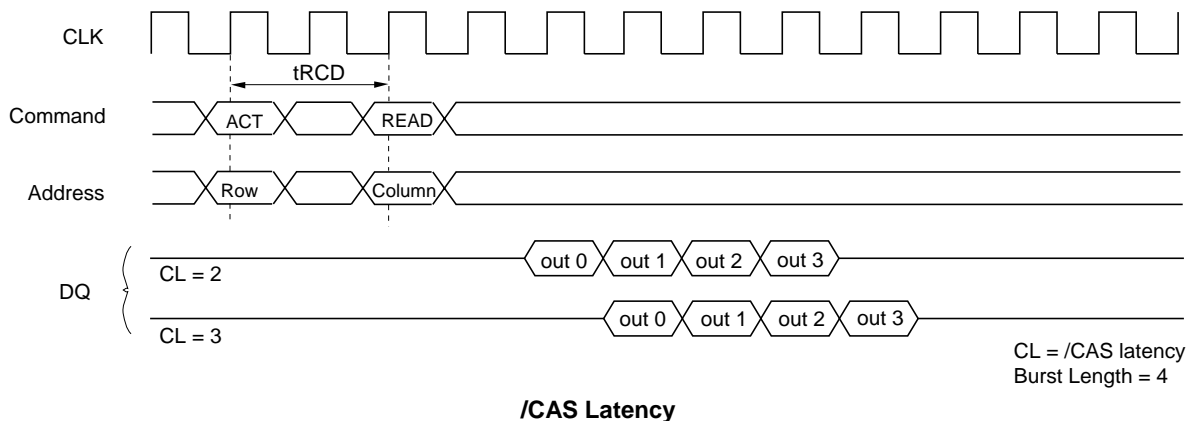 CLK
tRCD
Command
ACT
READ
Address
Row
Column
DQ
CL = 2
out 0
out 1
out 2
out 3
CL = 3
out 0
out 1
out 2
out 3
CL = /CAS latency
Burst Length = 4
/CAS Latency